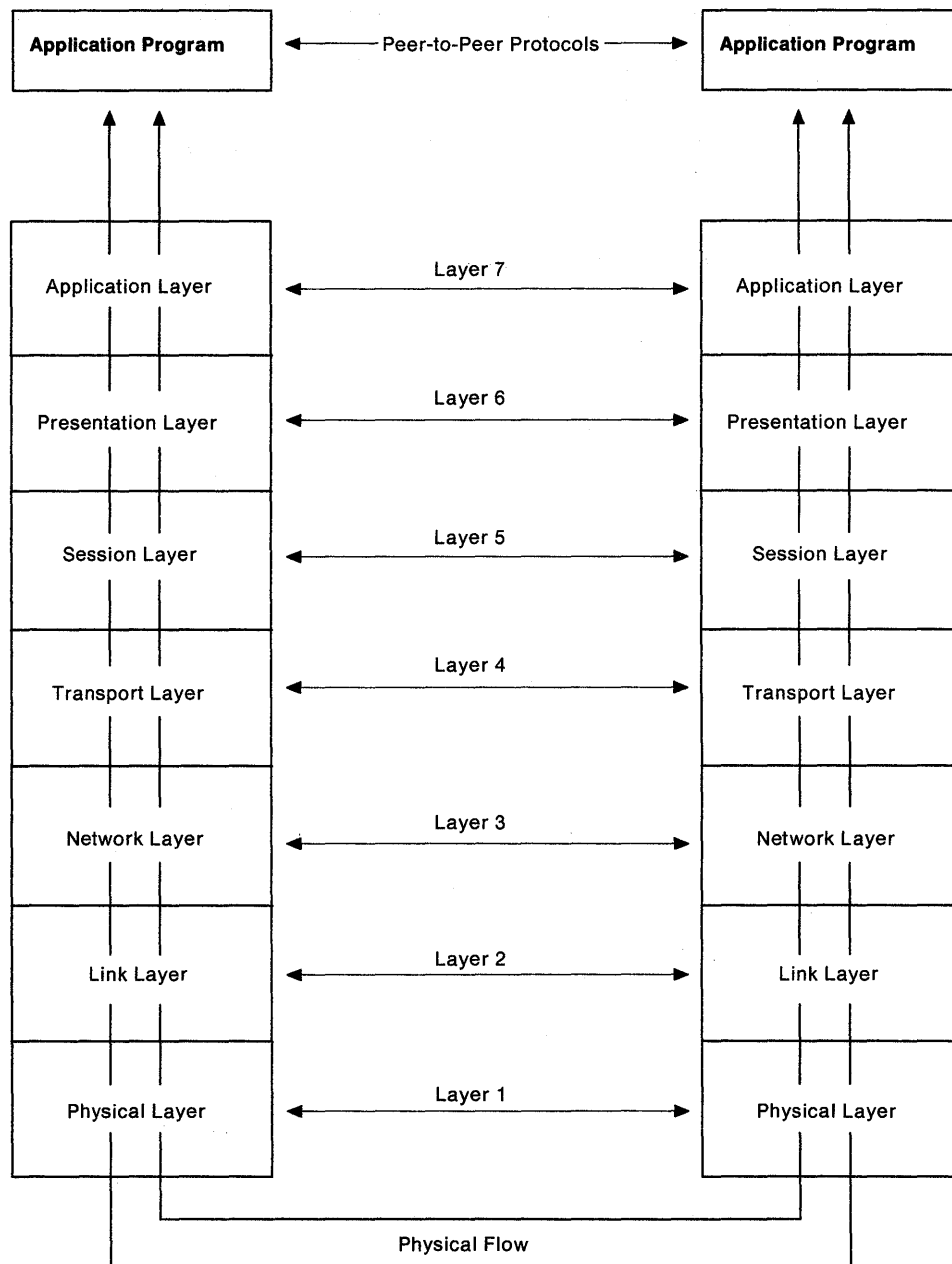 Application Program
Peer-to-Peer Protocols
Application Program
Application Layer
Layer 7
Application Layer
Presentation Layer
Layer 6
Presentation Layer
Session Layer
Layer 5
Session Layer
Transport Layer
Layer 4
Transport Layer
Network Layer
Layer 3
Network Layer
Link Layer
Layer 2
Link Layer
Physical Layer
Layer 1
Physical Layer
Physical Flow